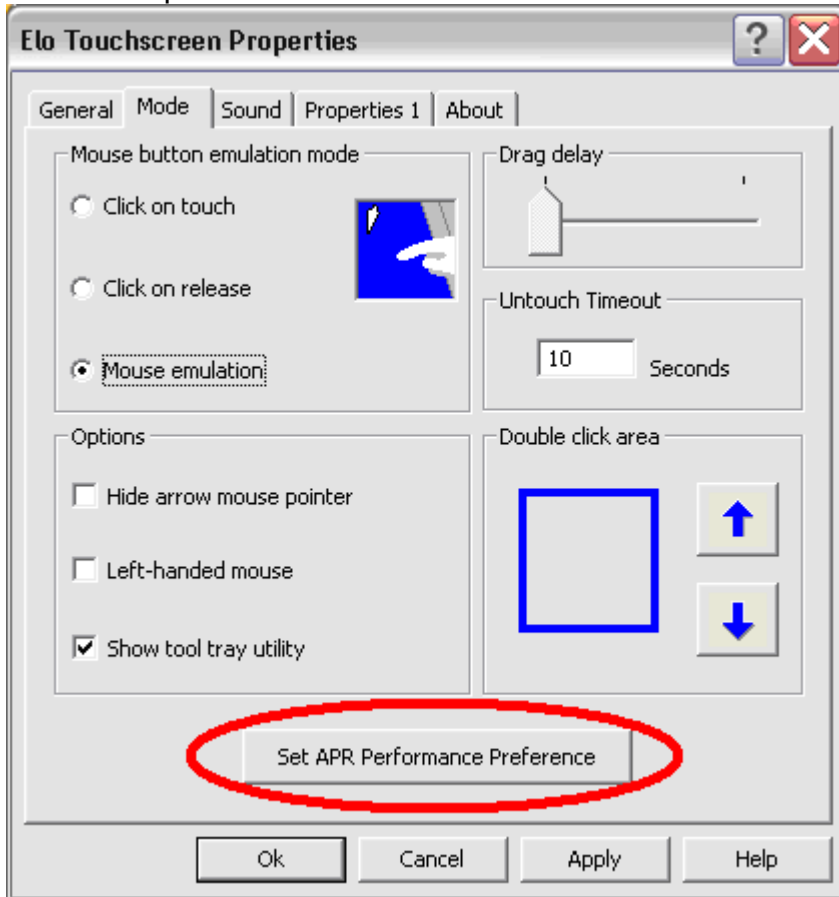 Elo Touchscreen Properties
General Mode Sound Properties 1 About
Mouse button emulation mode
Click on touch
Click on release
Mouse emulation
Drag delay
Untouch Timeout
10 Seconds
Options
Hide arrow mouse pointer
Left-handed mouse
Show tool tray utility
Double click area
Set APR Performance Preference
Ok Cancel Apply Help